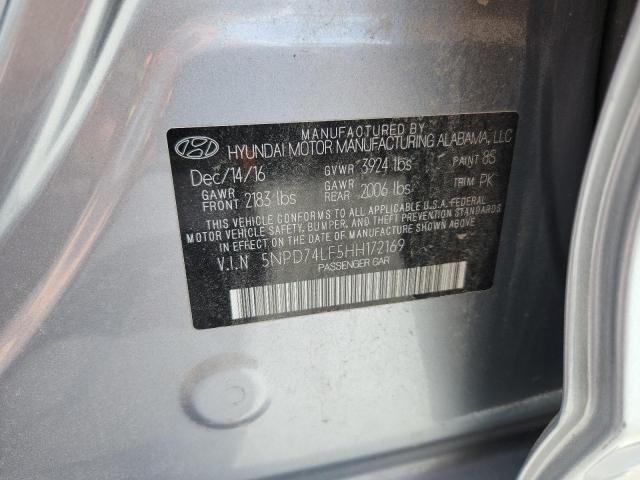 MANUFACTURED BY
HYUNDAI MOTOR MANUFACTURING ALABAMA, LLC
Dec/14/16 GVWR 3924 lbs PAINT 85
GAWR FRONT 2183 lbs GAWR REAR 2006 lbs TRIM PK
THIS VEHICLE CONFORMS TO ALL APPLICABLE U.S.A. FEDERAL
MOTOR VEHICLE SAFETY, BUMPER, AND THEFT PREVENTION STANDARDS
IN EFFECT ON THE DATE OF MANUFACTURE SHOWN ABOVE.
V.I.N 5NPD74LF5HH172169
PASSENGER CAR